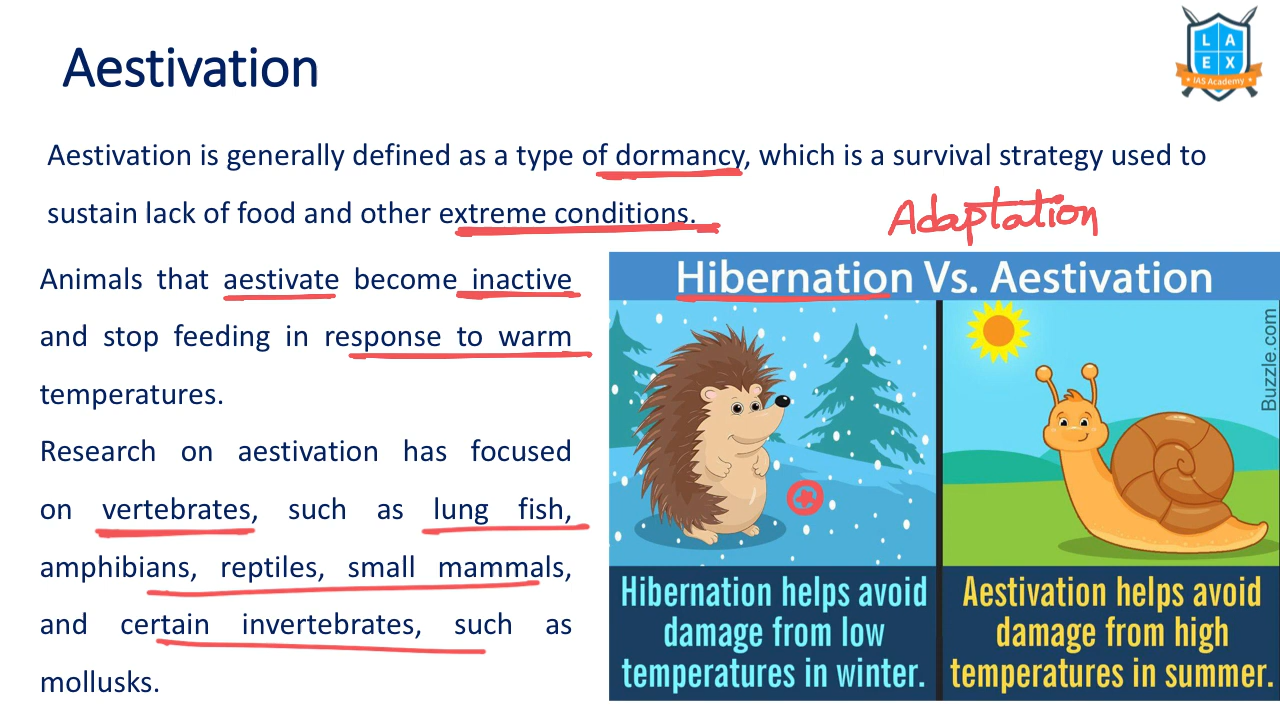 Aestivation
L A
E X
IAS Academy
Aestivation is generally defined as a type of dormancy, which is a survival strategy used to
sustain lack of food and other extreme conditions.
Adaptation
Animals that aestivate become inactive
and stop feeding in response to warm
temperatures.
Research on aestivation has focused
on vertebrates, such as lung fish,
amphibians, reptiles, small mammals,
and certain invertebrates, such as
mollusks.
Hibernation Vs. Aestivation
Buzzle.com
Hibernation helps avoid
damage from low
temperatures in winter.
Aestivation helps avoid
damage from high
temperatures in summer.